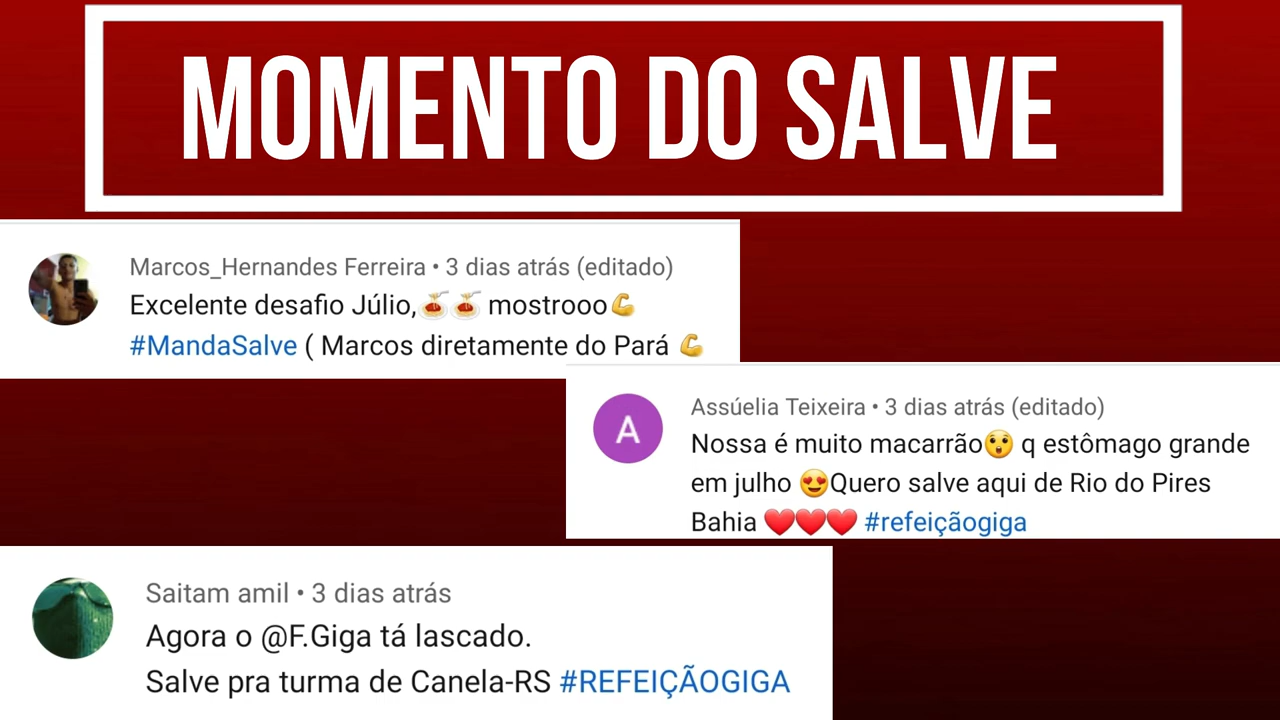 MOMENTO DO SALVE
Marcos_Hernandes Ferreira • 3 dias atrás (editado)
Excelente desafio Júlio,🍝🍝 mostrooo💪
#MandaSalve ( Marcos diretamente do Pará 💪
A
Assúelia Teixeira • 3 dias atrás (editado)
Nossa é muito macarrão😲 q estômago grande
em julho 😍Quero salve aqui de Rio do Pires
Bahia ❤️❤️❤️ #refeiçãogiga
Saitam amil • 3 dias atrás
Agora o @F.Giga tá lascado.
Salve pra turma de Canela-RS #REFEIÇÃOGIGA